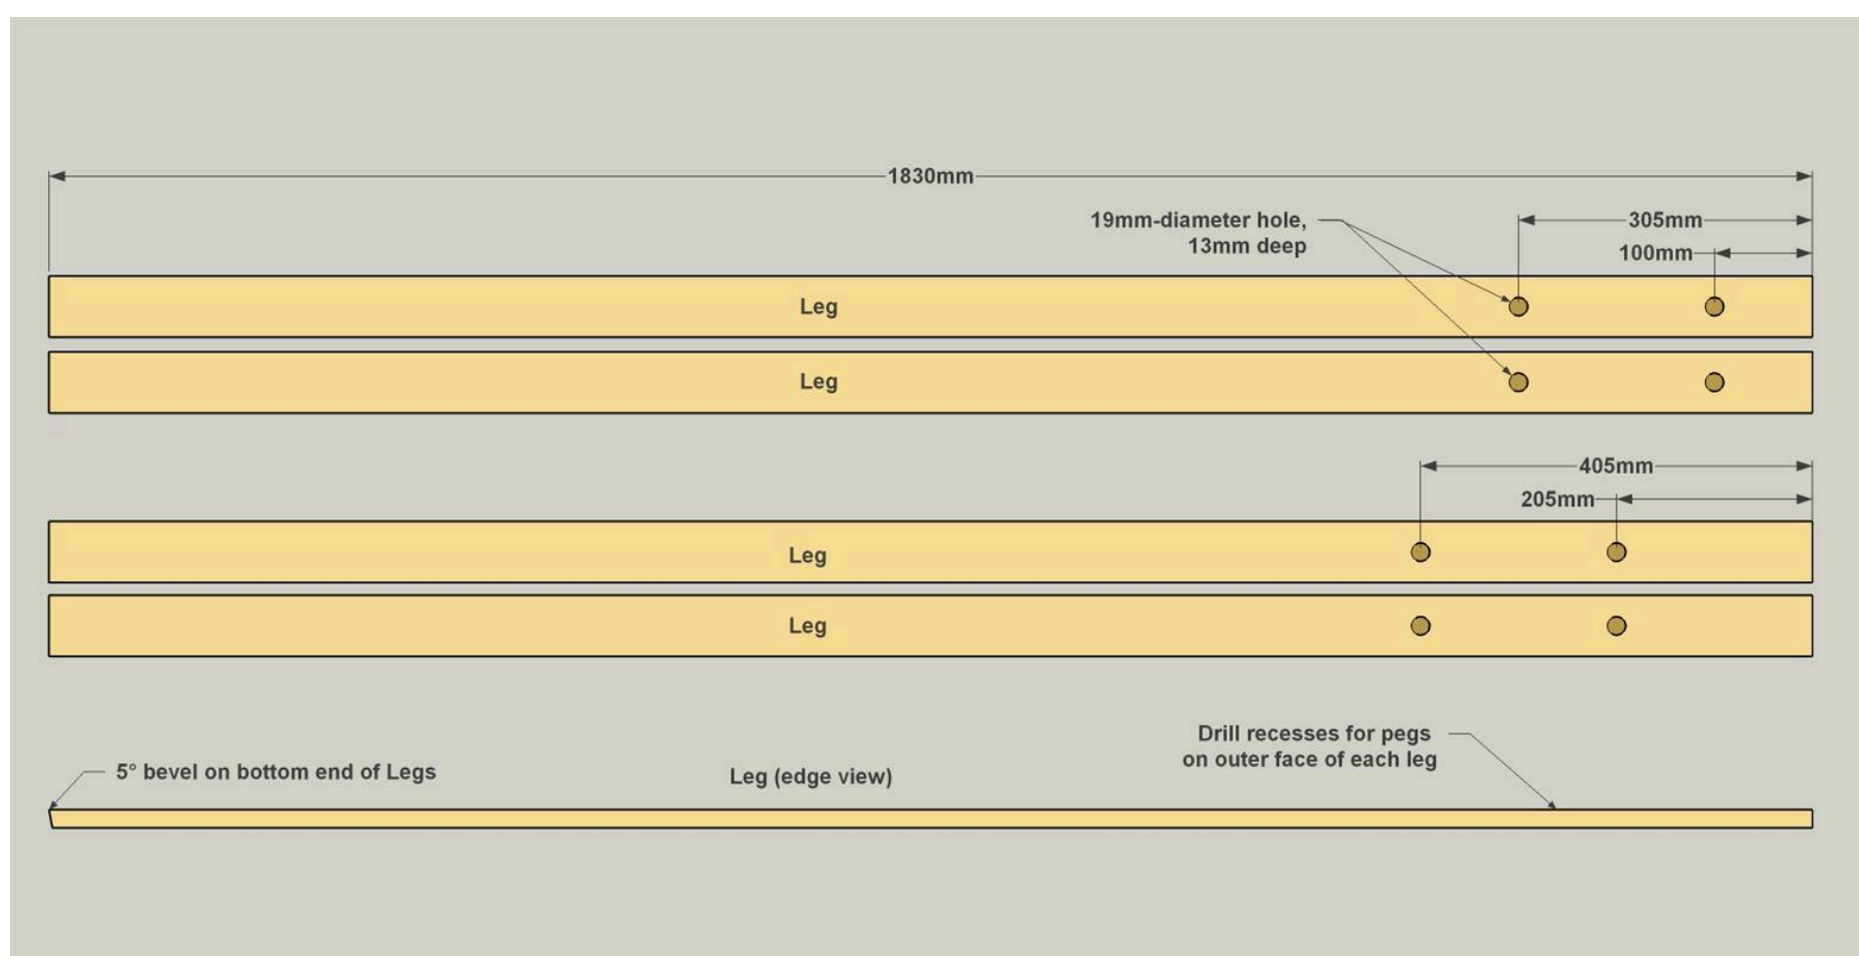 1830mm
19mm-diameter hole,
13mm deep
305mm
100mm
Leg
Leg
405mm
205mm
Leg
Leg
Drill recesses for pegs
on outer face of each leg
5° bevel on bottom end of Legs
Leg (edge view)